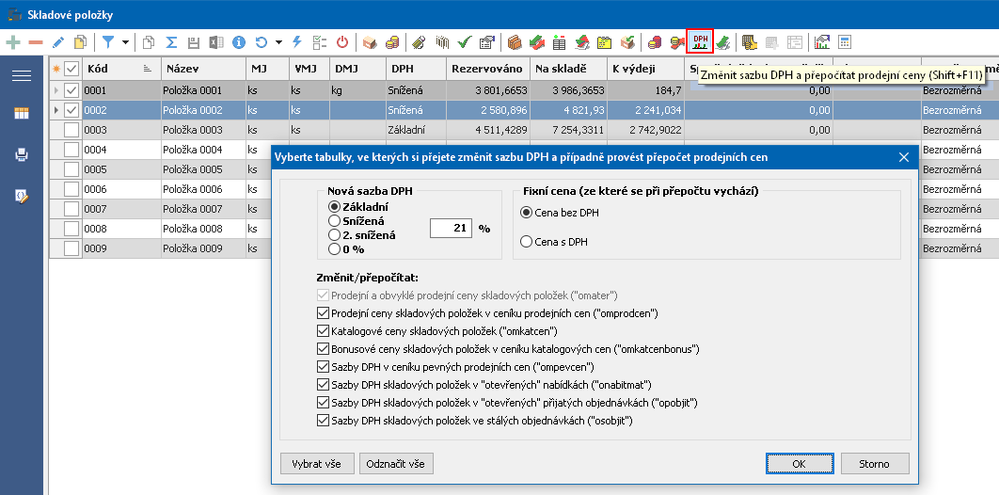 Skladové položky
DPH
Kód Název MJ VMJ DMJ DPH Rezervováno Na skladě K výdeji
Změnit sazbu DPH a přepočítat prodejní ceny (Shift+F11)
0001 Položka 0001 ks ks kg Snížená 3 801,6653 3 986,3653 184,7 0,00 Bezrozměrná
0002 Položka 0002 ks ks Snížená 2 580,896 4 821,93 2 241,034 0,00 Bezrozměrná
0003 Položka 0003 ks ks Základní 4 511,4289 7 254,3311 2 742,9022 0,00 Bezrozměrná
0004 Položka 0004 ks
0005 Položka 0005 ks Bezrozměrná
0006 Položka 0006 ks Bezrozměrná
0007 Položka 0007 ks Bezrozměrná
0008 Položka 0008 ks Bezrozměrná
0009 Položka 0009 ks Bezrozměrná
Vyberte tabulky, ve kterých si přejete změnit sazbu DPH a případně provést přepočet prodejních cen
Nová sazba DPH
Základní
Snížená
2. snížená
0 %
21 %
Fixní cena (ze které se při přepočtu vychází)
Cena bez DPH
Cena s DPH
Změnit/přepočítat:
Prodejní a obvyklé prodejní ceny skladových položek ("omater")
Prodejní ceny skladových položek v ceníku prodejních cen ("omprodcen")
Katalogové ceny skladových položek ("omkatcen")
Bonusové ceny skladových položek v ceníku katalogových cen ("omkatcenbonus")
Sazby DPH v ceníku pevných prodejních cen ("ompevcen")
Sazby DPH skladových položek v "otevřených" nabídkách ("onabitmat")
Sazby DPH skladových položek v "otevřených" přijatých objednávkách ("opobjit")
Sazby DPH skladových položek ve stálých objednávkách ("osobjit")
Vybrat vše Odznačit vše OK Storno